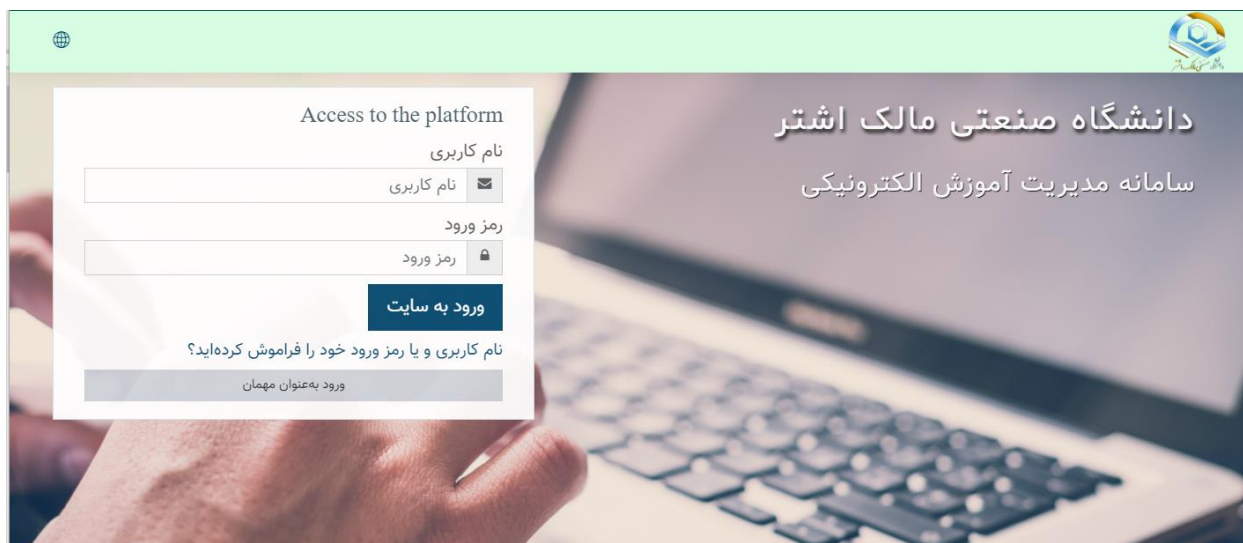 دانشگاه صنعتی مالک اشتر
سامانه مدیریت آموزش الکترونیکی
Access to the platform
نام کاربری
نام کاربری
رمز ورود
رمز ورود
ورود به سایت
نام کاربری و یا رمز ورود خود را فراموش کرده‌اید؟
ورود به‌عنوان مهمان